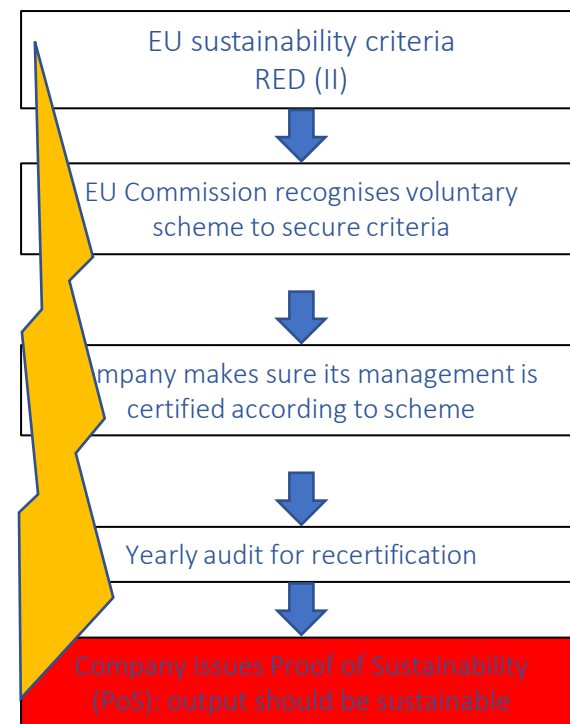 EU sustainability criteria
RED (II)
EU Commission recognises voluntary
scheme to secure criteria
mpany makes sure its management is
certified according to scheme
Yearly audit for recertification
Company issues Proof of Sustainability
(PoS): output should be sustainable